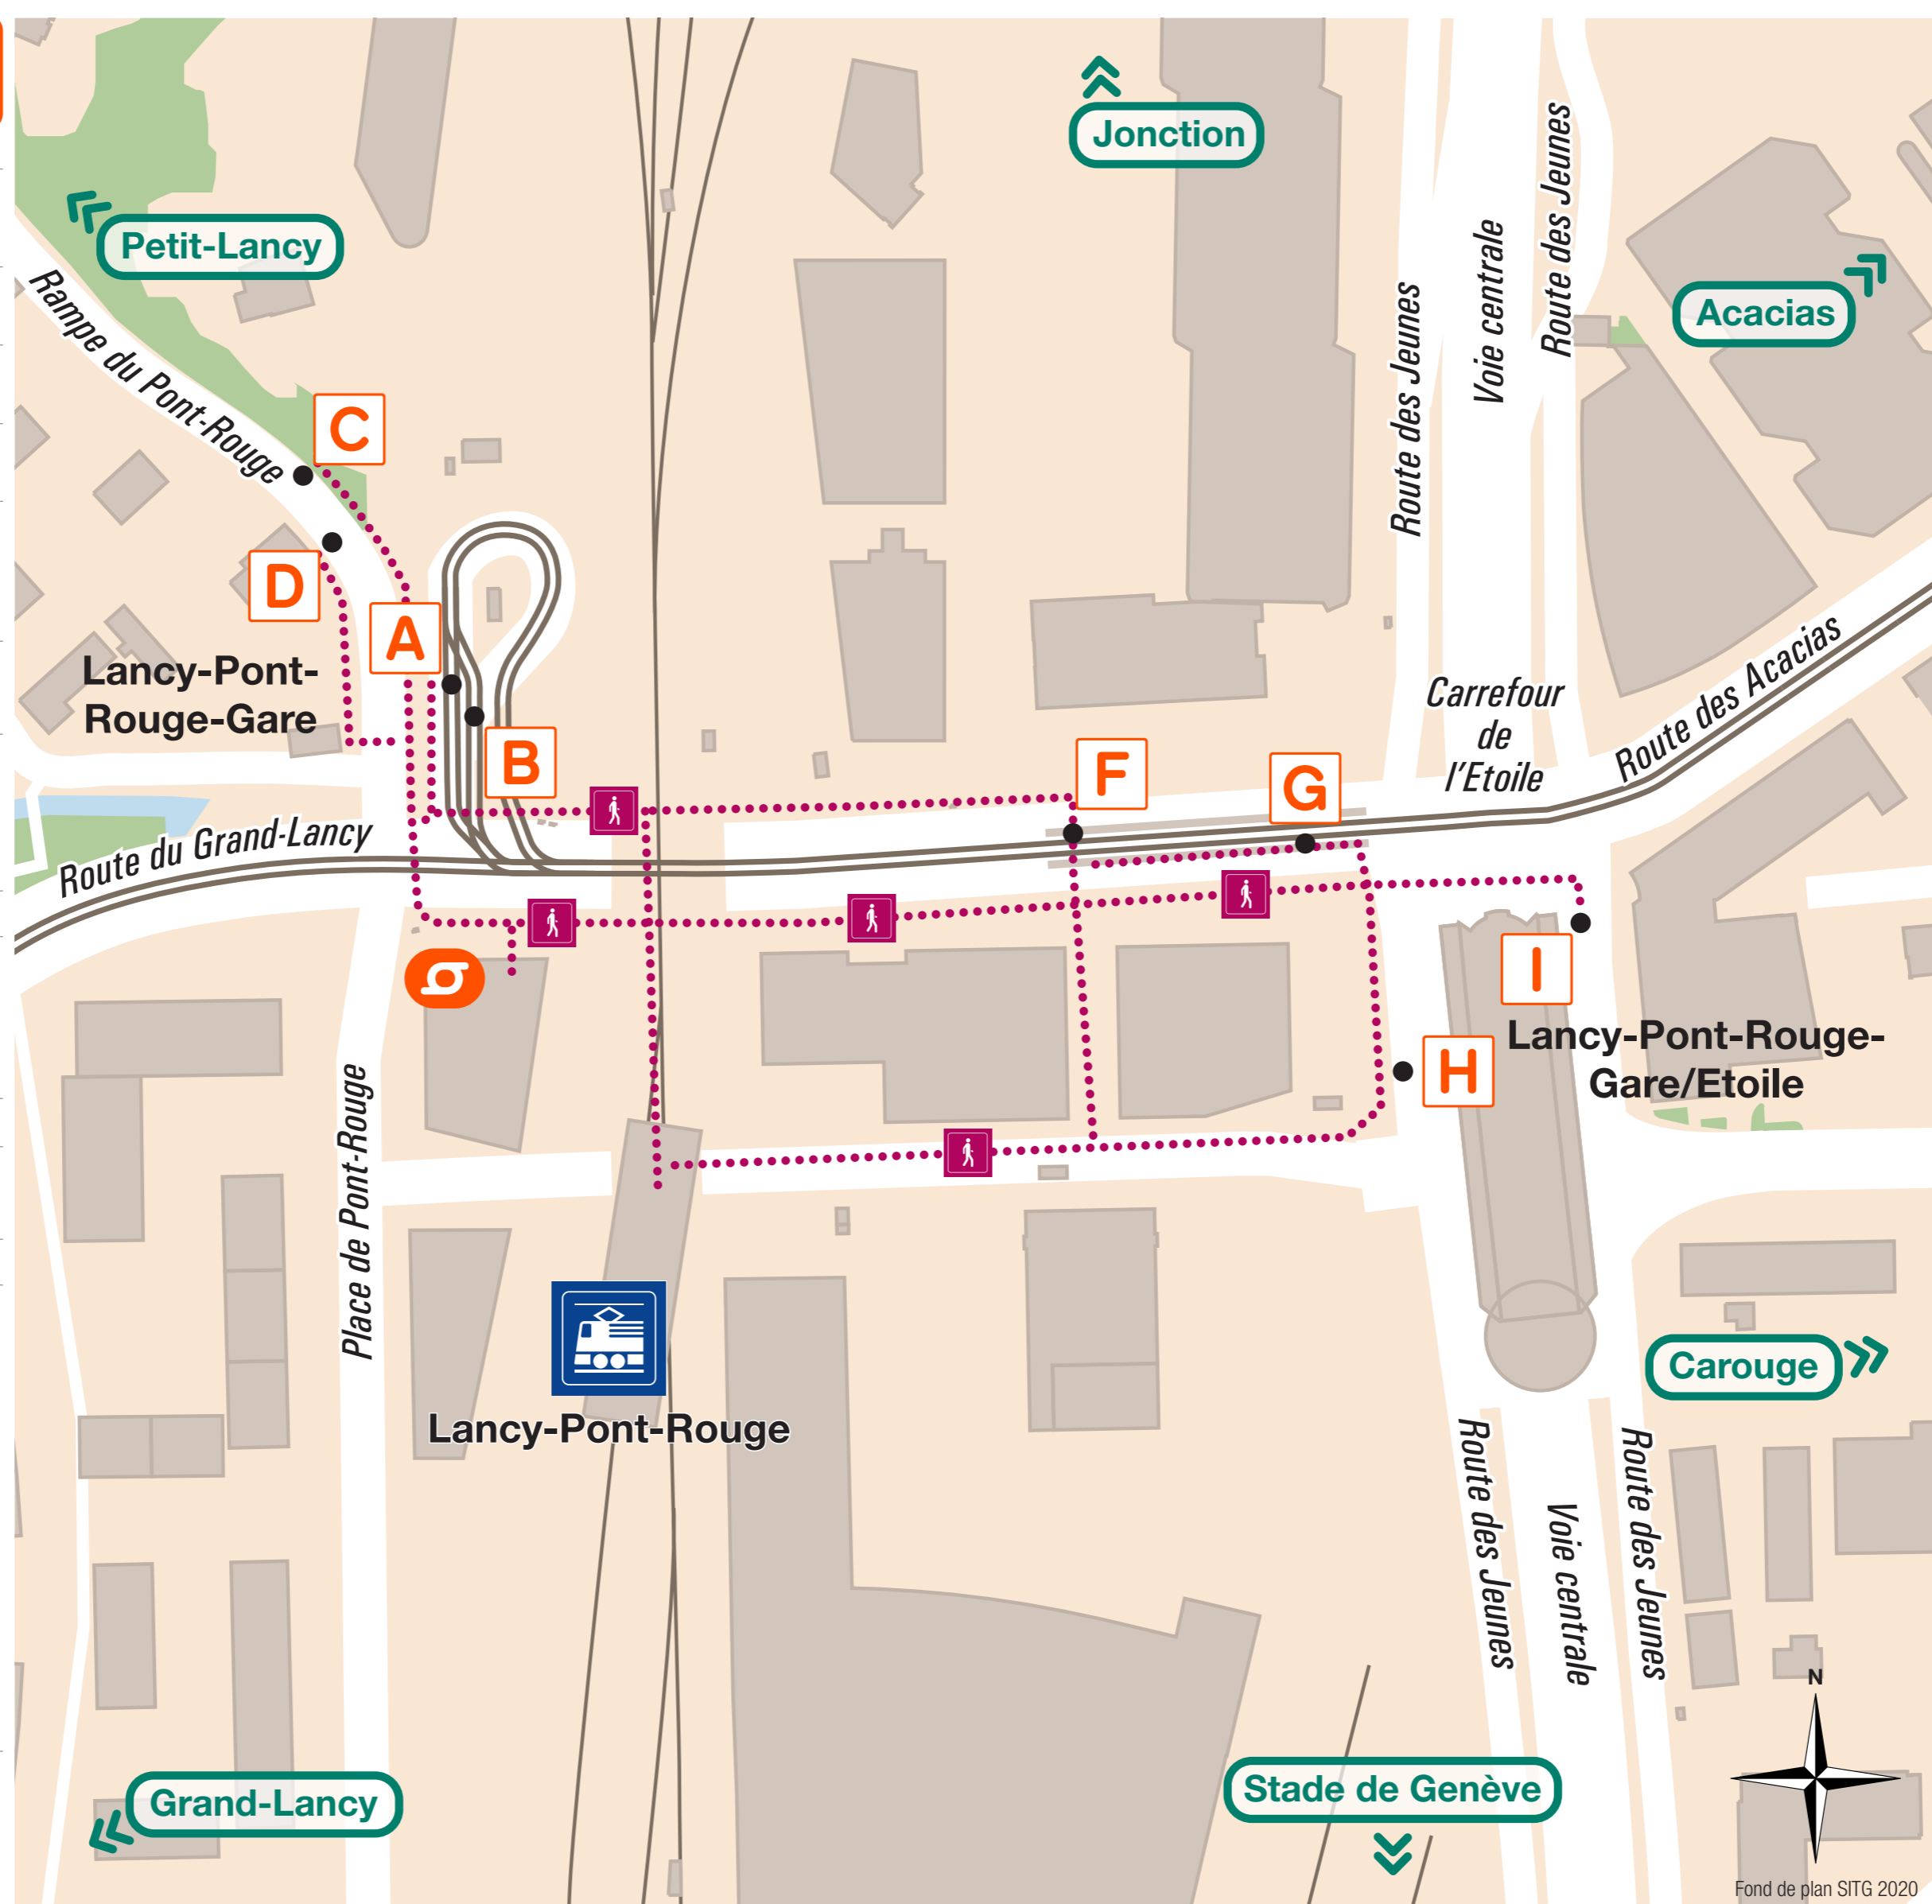 Jonction
Petit-Lancy
Acacias
Rampe du Pont-Rouge
Route des Jeunes
Voie centrale
Route des Jeunes
C
D
A
Lancy-Pont-
Rouge-Gare
B
F
G
Carrefour
de
l'Etoile
Route des Acacias
Route du Grand-Lancy
I
H
Lancy-Pont-Rouge-
Gare/Etoile
Place de Pont-Rouge
Lancy-Pont-Rouge
Carouge
Route des Jeunes
Voie centrale
Route des Jeunes
N
Grand-Lancy
Stade de Genève
Fond de plan SITG 2020